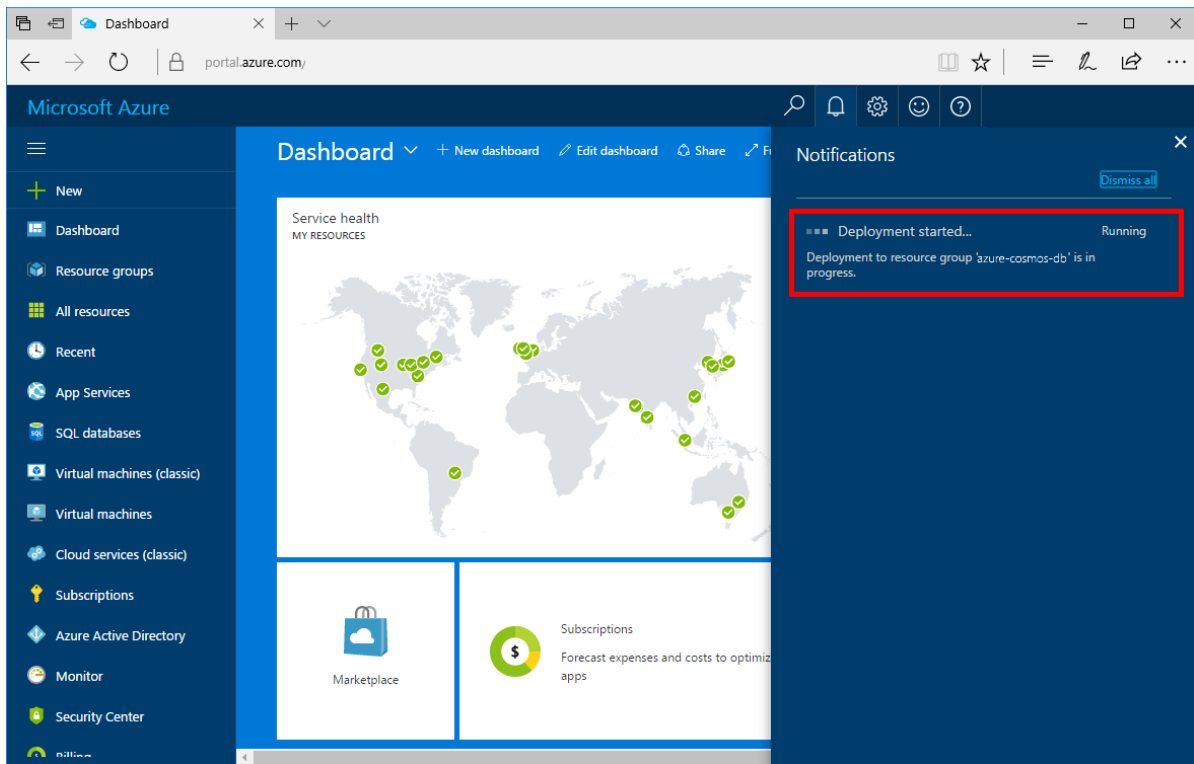 Dashboard
portal.azure.com/
Microsoft Azure
New
Dashboard
Resource groups
All resources
Recent
App Services
SQL databases
Virtual machines (classic)
Virtual machines
Cloud services (classic)
Subscriptions
Azure Active Directory
Monitor
Security Center
Billing
Dashboard
New dashboard
Edit dashboard
Share
Service health
MY RESOURCES
Marketplace
Subscriptions
Forecast expenses and costs to optimiz
apps
Notifications
Dismiss all
Deployment started... Running
Deployment to resource group 'azure-cosmos-db' is in
progress.